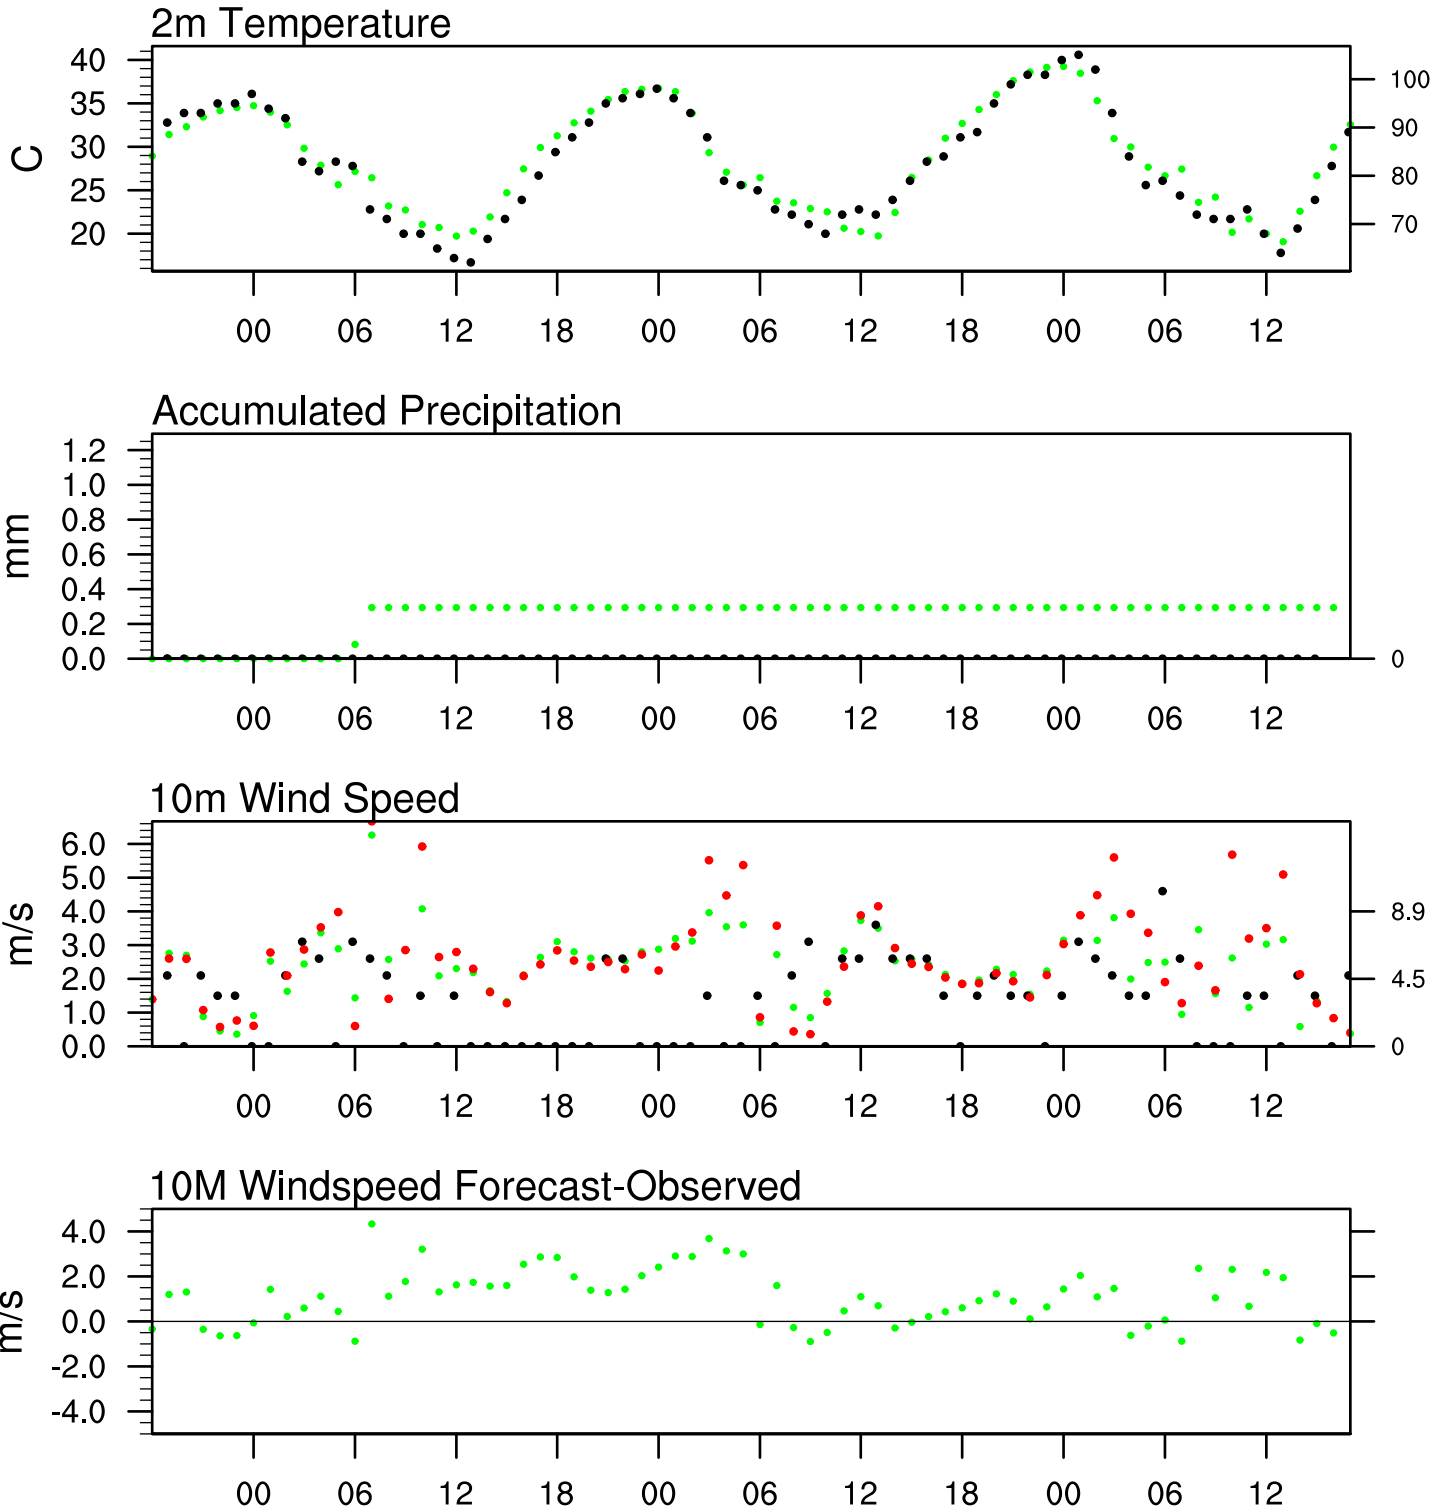 2m Temperature
40
35
30
25
20
C
100
90
80
70
00 06 12 18 00 06 12 18 00 06 12
Accumulated Precipitation
1.2
1.0
0.8
0.6
0.4
0.2
0.0
mm
0
00 06 12 18 00 06 12 18 00 06 12
10m Wind Speed
6.0
5.0
4.0
3.0
2.0
1.0
0.0
m/s
8.9
4.5
0
00 06 12 18 00 06 12 18 00 06 12
10M Windspeed Forecast-Observed
4.0
2.0
0.0
-2.0
-4.0
m/s
00 06 12 18 00 06 12 18 00 06 12